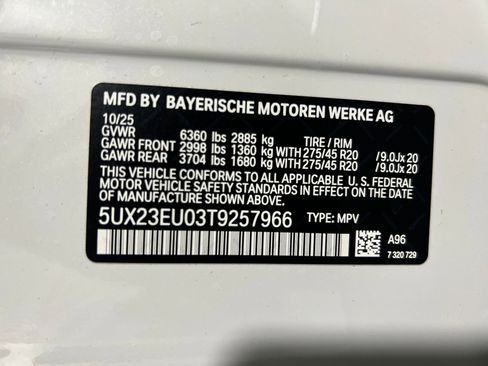 MFD BY BAYERISCHE MOTOREN WERKE AG
10/25
GVWR 6360 lbs 2885 kg TIRE / RIM
GAWR FRONT 2998 lbs 1360 kg WITH 275/45 R20 /9.0Jx 20
GAWR REAR 3704 lbs 1680 kg WITH 275/45 R20 /9.0Jx 20
THIS VEHICLE CONFORMS TO ALL APPLICABLE U. S. FEDERAL
MOTOR VEHICLE SAFETY STANDARDS IN EFFECT ON THE DATE
OF MANUFACTURE SHOWN ABOVE.
5UX23EU03T9257966 TYPE: MPV
A96
7 320 729